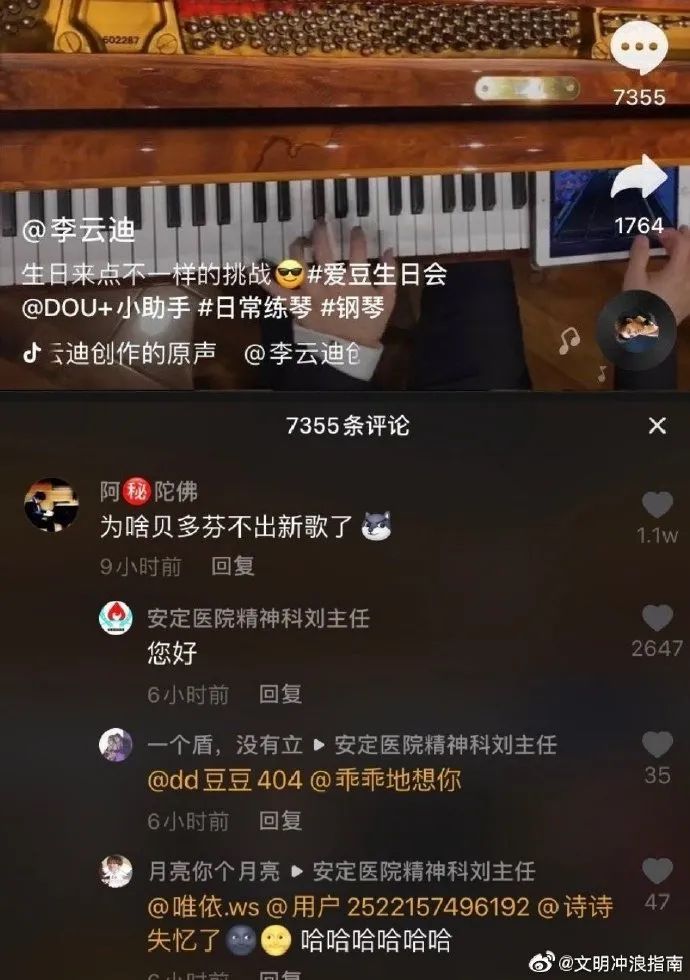 602287
7355
1764
@李云迪
生日来点不一样的挑战😎#爱豆生日会
@DOU+小助手 #日常练琴 #钢琴
云迪创作的原声 @李云迪创
7355条评论
阿㊙️陀佛
为啥贝多芬不出新歌了
9小时前 回复
1.1w
安定医院精神科刘主任
您好
2647
6小时前 回复
一个盾，没有立 ▶ 安定医院精神科刘主任
@dd豆豆404 @乖乖地想你
35
6小时前 回复
月亮你个月亮 ▶ 安定医院精神科刘主任
@唯依.ws @用户2522157496192 @诗诗
47
失忆了🌚🌝 哈哈哈哈哈哈
6小时前 回复
@文明冲浪指南